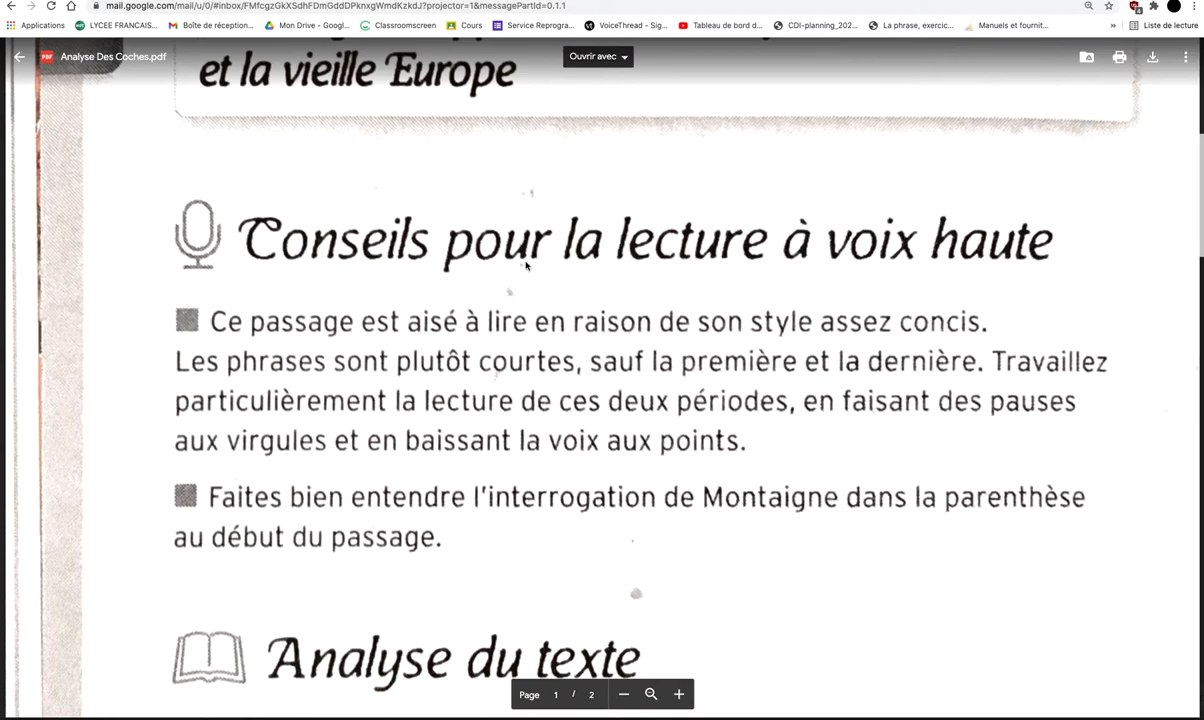 mail.google.com/mail/u/0/#inbox/FMfcgzGkXSdhFDmGddDPknxgWmdKzkdJ?projector=1&messagePartId=0.1.1
Applications LYCEE FRANCAIS... Boîte de réception... Mon Drive - Googl... Classroomscreen Cours Service Reprogra... VoiceThread - Sig... Tableau de bord d... CDI-planning_202... La phrase, exercic... Manuels et fournit... Liste de lecture
PDF Analyse Des Coches.pdf Ouvrir avec
et la vieille Europe
Conseils pour la lecture à voix haute
Ce passage est aisé à lire en raison de son style assez concis.
Les phrases sont plutôt courtes, sauf la première et la dernière. Travaillez
particulièrement la lecture de ces deux périodes, en faisant des pauses
aux virgules et en baissant la voix aux points.
Faites bien entendre l'interrogation de Montaigne dans la parenthèse
au début du passage.
Analyse du texte
Page 1 / 2